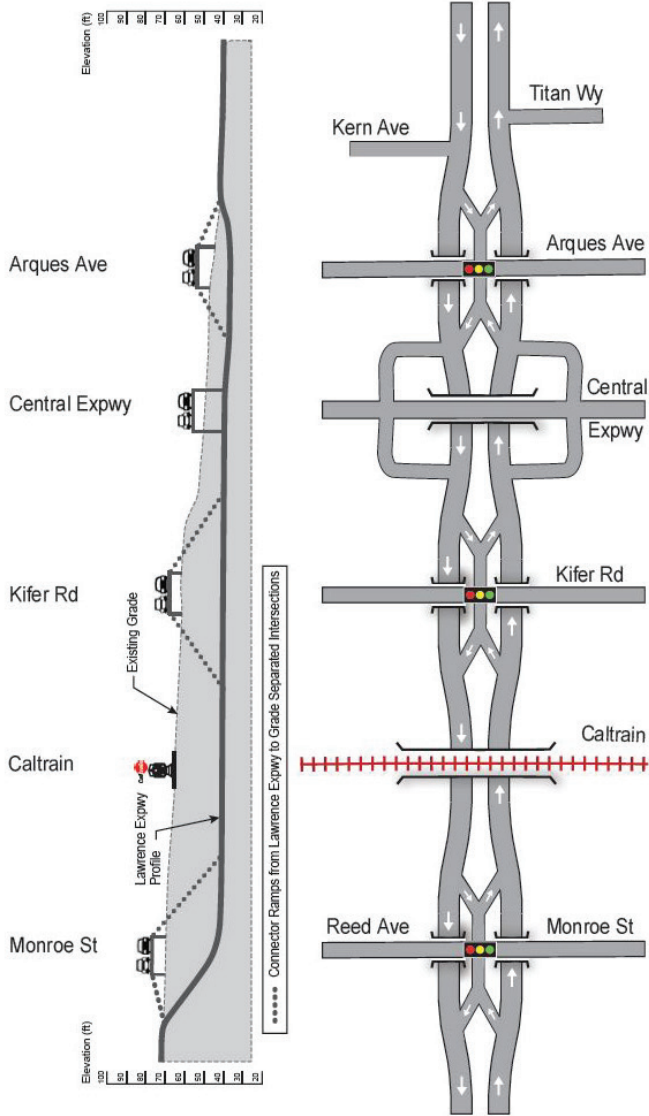 Elevation (ft)
100
90
80
70
60
50
40
30
20
Arques Ave
Central Expwy
Kifer Rd
Existing Grade
Caltrain
Lawrence Expwy
Profile
Monroe St
Elevation (ft)
100
90
80
70
60
50
40
30
20
Connector Ramps from Lawrence Expwy to Grade Separated Intersections
Titan Wy
Kern Ave
Arques Ave
Central
Expwy
Kifer Rd
Caltrain
Reed Ave
Monroe St